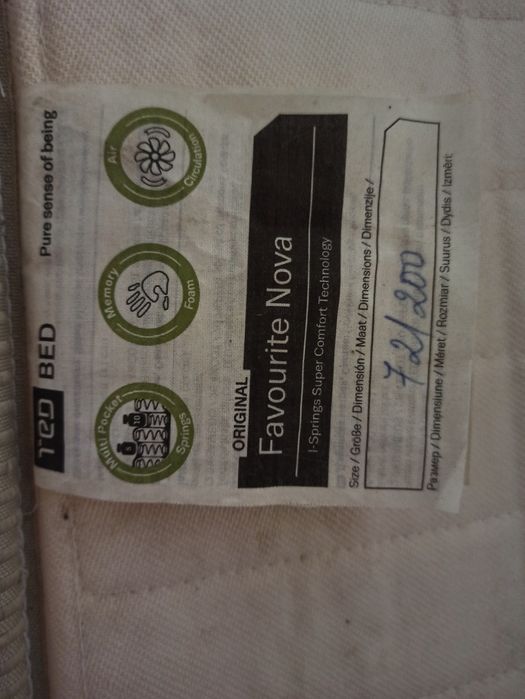 TED BED Pure sense of being
Multi Pocket Springs
Memory Foam
Air Circulation
ORIGINAL
Favourite Nova
I-Springs Super Comfort Technology
Size / Größe / Dimensión / Maat / Dimensions / Dimenzije /
72/200
Размер / Dimensiune / Méret / Rozmiar / Suurus / Dydis / Izmēri: